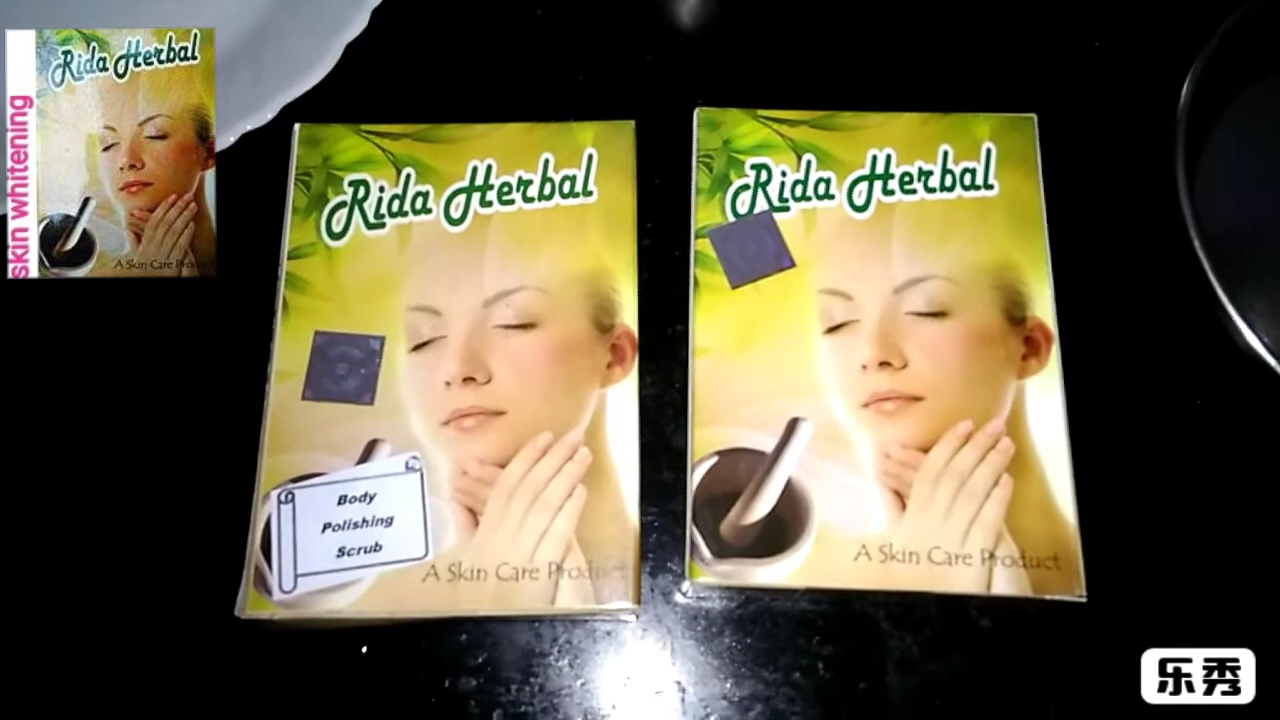 skin whitening
Rida Herbal
A Skin Care Pro
Rida Herbal
Body
Polishing
Scrub
A Skin Care Product
Rida Herbal
A Skin Care Product
乐秀